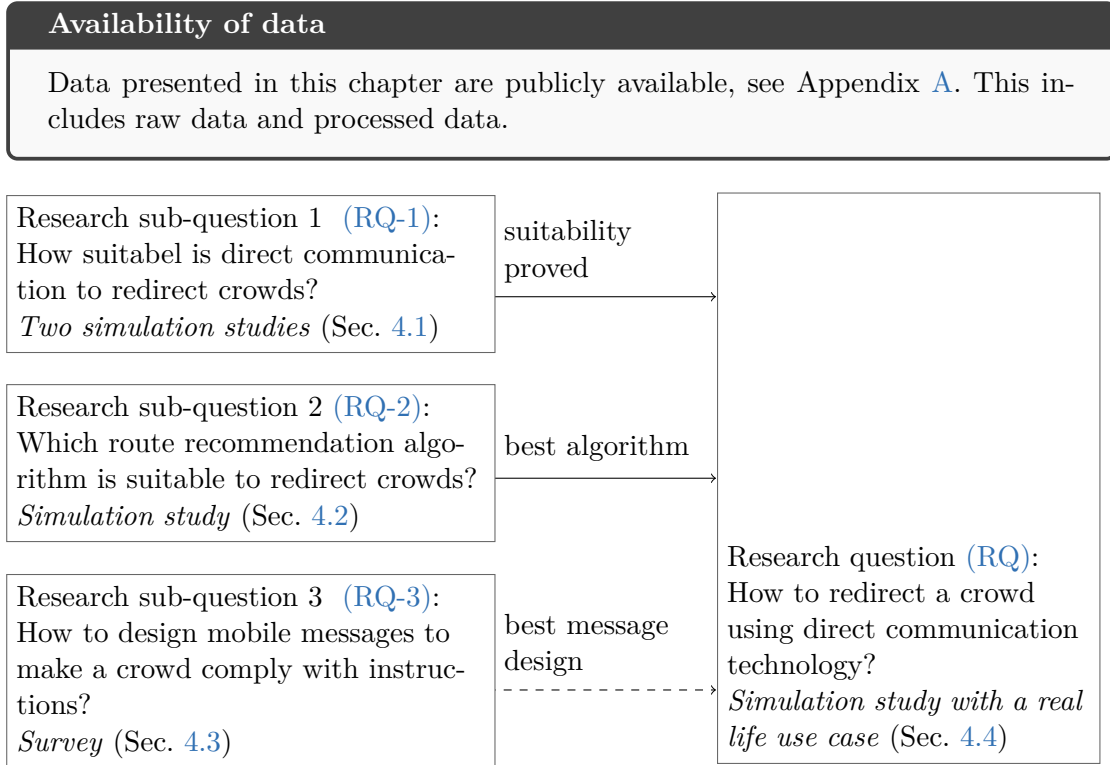 Availability of data
Data presented in this chapter are publicly available, see Appendix A. This in-
cludes raw data and processed data.
Research sub-question 1 (RQ-1):
How suitabel is direct communica-
tion to redirect crowds?
Two simulation studies (Sec. 4.1)
suitability
proved
Research sub-question 2 (RQ-2):
Which route recommendation algo-
rithm is suitable to redirect crowds?
Simulation study (Sec. 4.2)
best algorithm
Research sub-question 3 (RQ-3):
How to design mobile messages to
make a crowd comply with instruc-
tions?
Survey (Sec. 4.3)
best message
design
Research question (RQ):
How to redirect a crowd
using direct communication
technology?
Simulation study with a real
life use case (Sec. 4.4)